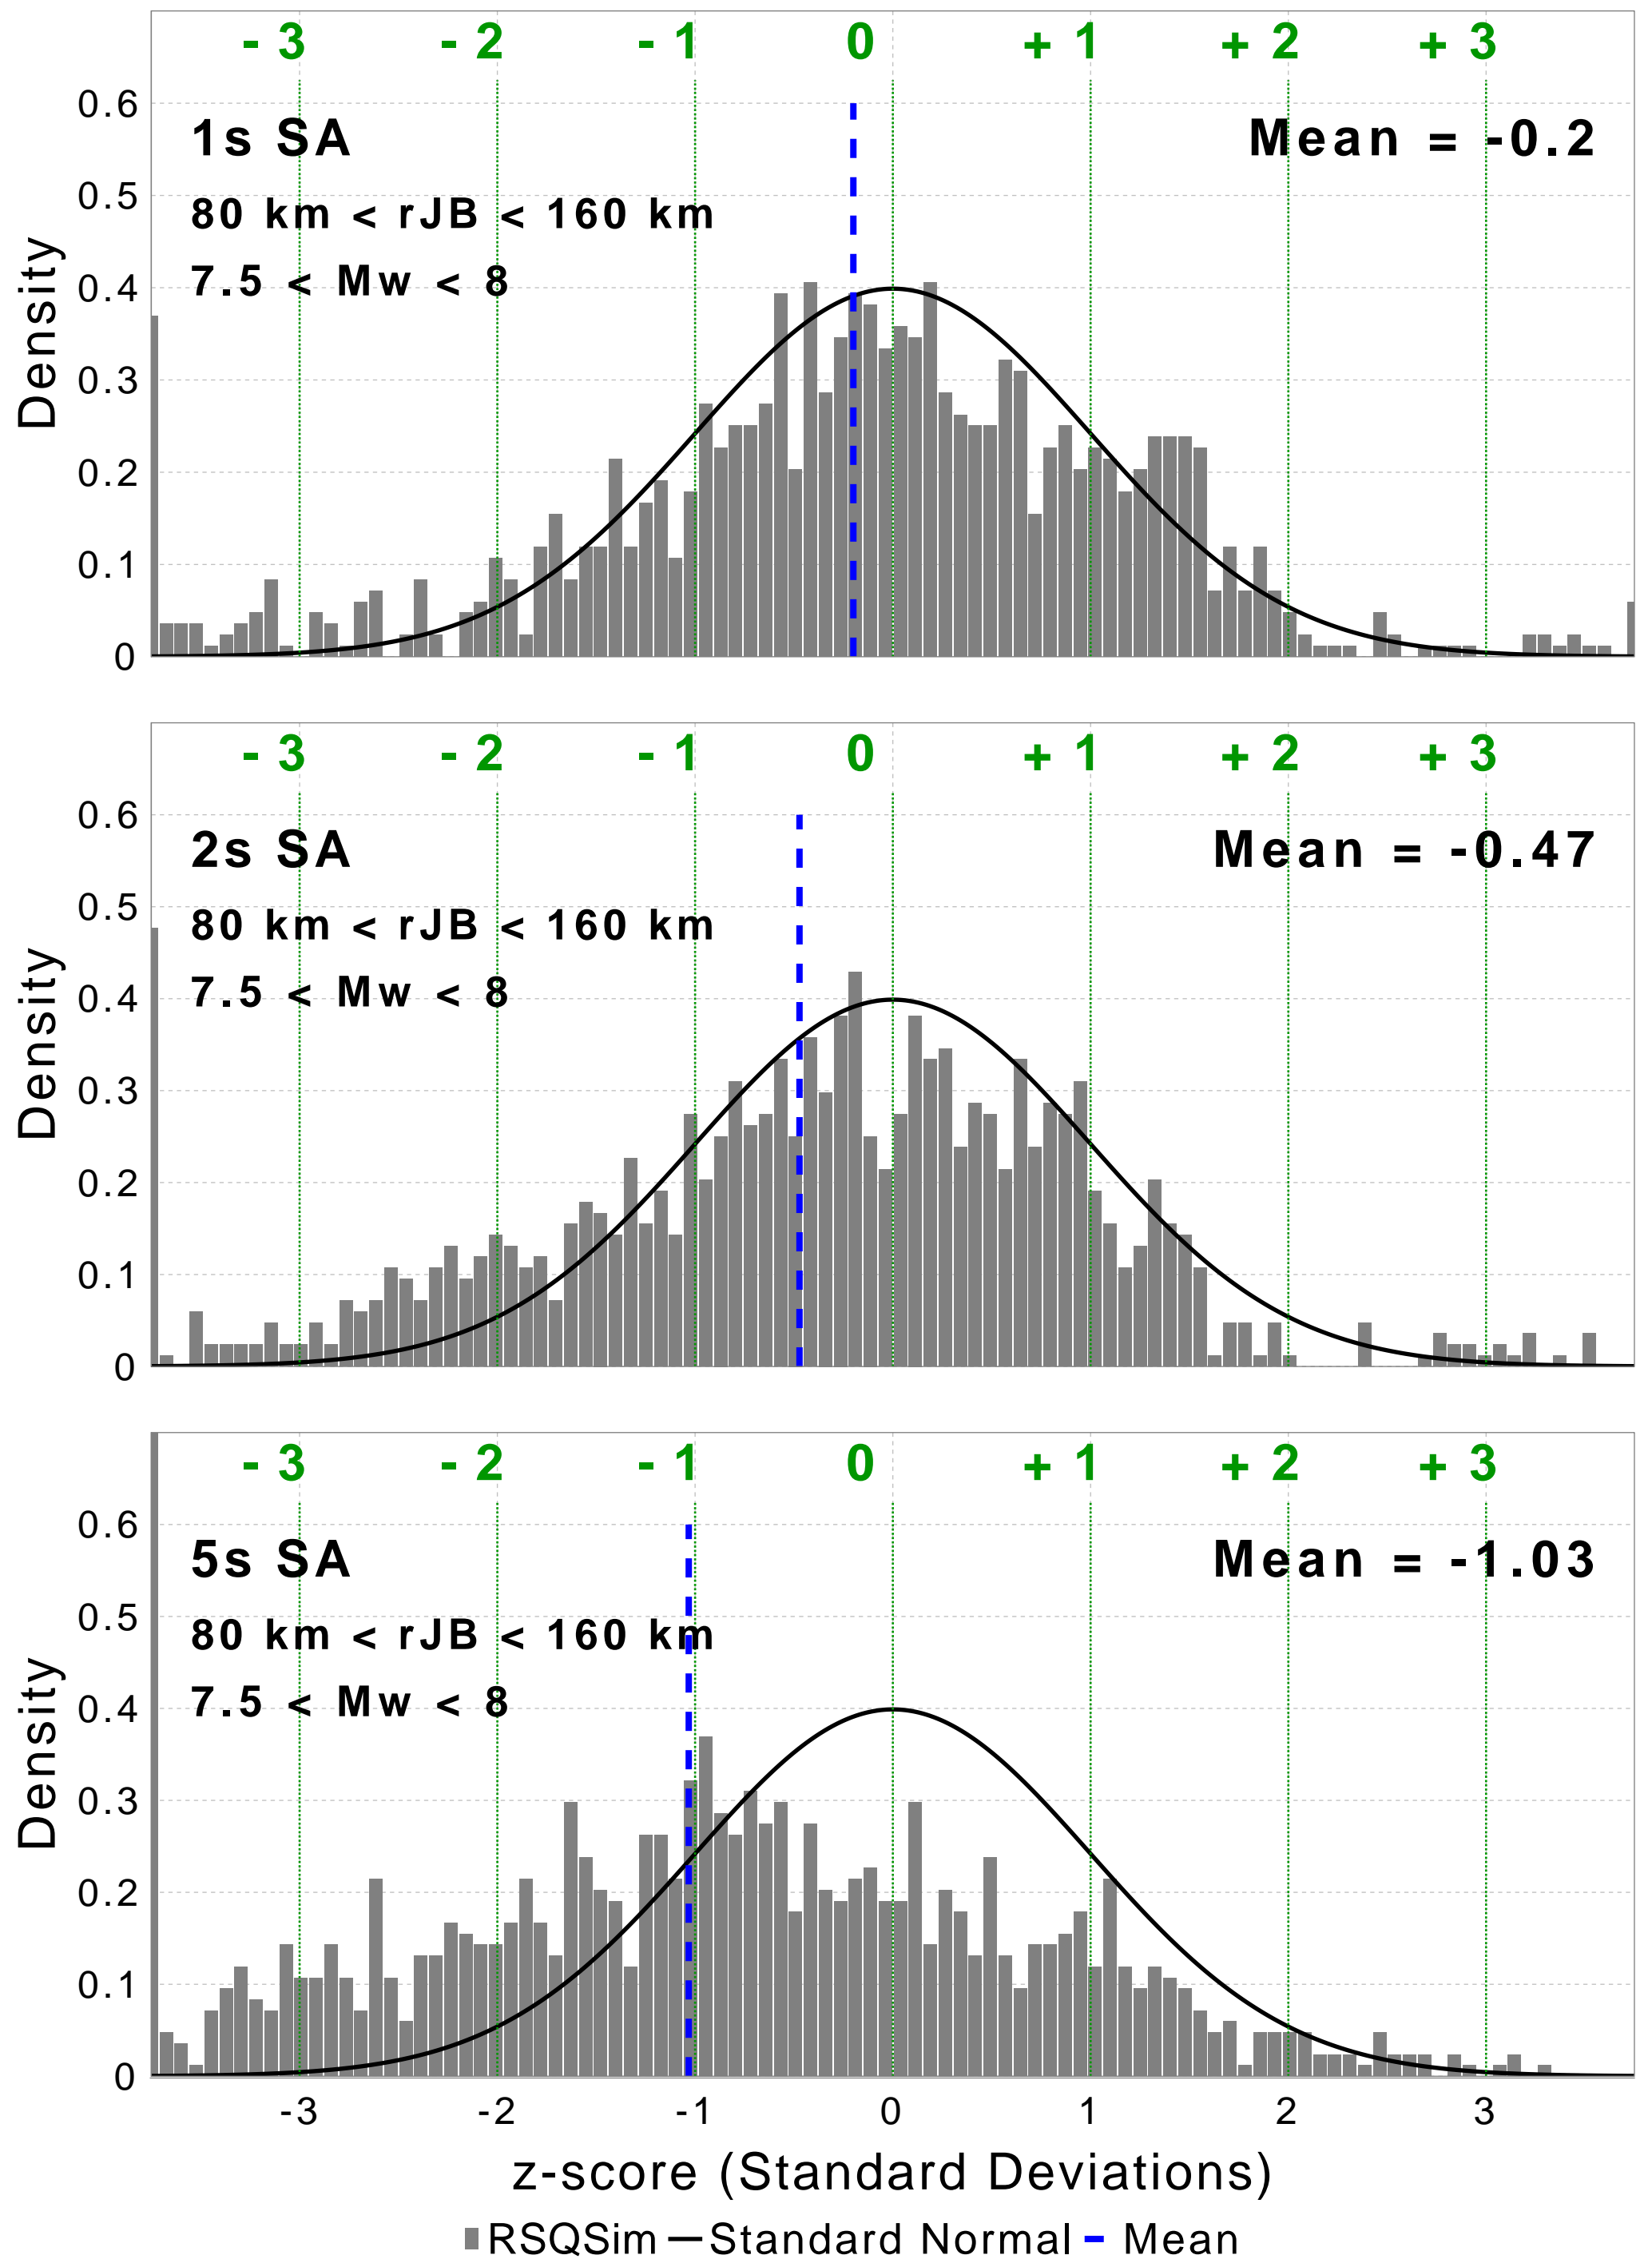 - 3 - 2 - 1 0 + 1 + 2 + 3
0.6
1s SA Mean = -0.2
0.5
80 km < rJB < 160 km
7.5 < Mw < 8
0.4
Density
0.3
0.2
0.1
0
- 3 - 2 - 1 0 + 1 + 2 + 3
0.6
2s SA Mean = -0.47
0.5
80 km < rJB < 160 km
7.5 < Mw < 8
0.4
Density
0.3
0.2
0.1
0
- 3 - 2 - 1 0 + 1 + 2 + 3
0.6
5s SA Mean = -1.03
0.5
80 km < rJB < 160 km
7.5 < Mw < 8
0.4
Density
0.3
0.2
0.1
0
-3 -2 -1 0 1 2 3
z-score (Standard Deviations)
RSQSim Standard Normal Mean